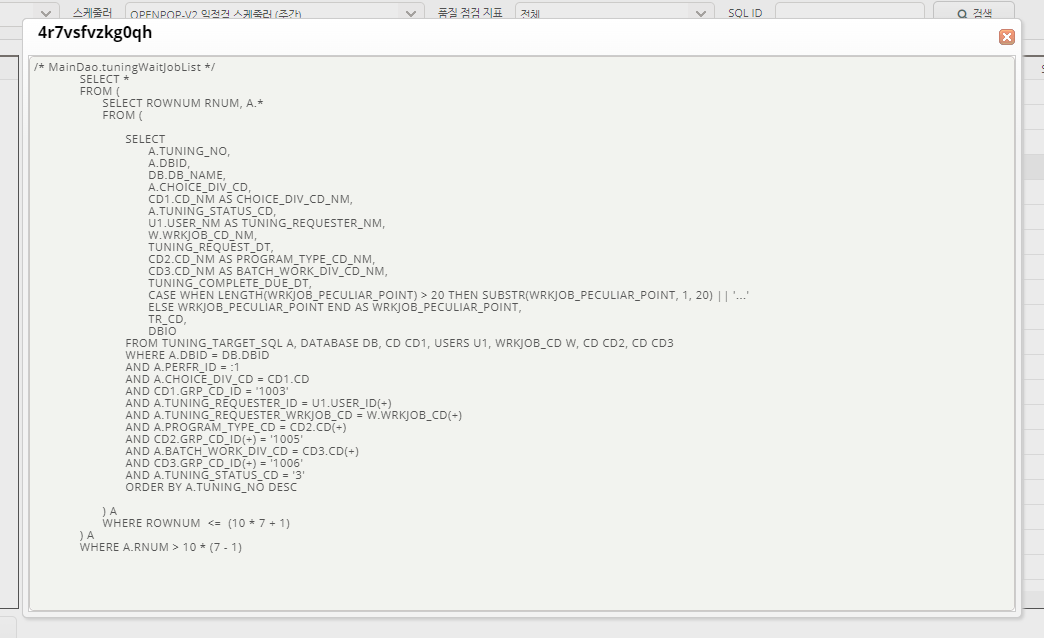 스케줄러 OPENPOP-V2 일정전 스케줄러 (주간) 품질 점검 지표 전체 SQL ID 검색
4r7vsfvzkg0qh
/* MainDao.tuningWaitJobList */
SELECT *
FROM (
SELECT ROWNUM RNUM, A.*
FROM (
SELECT
A.TUNING_NO,
A.DBID,
DB.DB_NAME,
A.CHOICE_DIV_CD,
CD1.CD_NM AS CHOICE_DIV_CD_NM,
A.TUNING_STATUS_CD,
U1.USER_NM AS TUNING_REQUESTER_NM,
W.WRKJOB_CD_NM,
TUNING_REQUEST_DT,
CD2.CD_NM AS PROGRAM_TYPE_CD_NM,
CD3.CD_NM AS BATCH_WORK_DIV_CD_NM,
TUNING_COMPLETE_DUE_DT,
CASE WHEN LENGTH(WRKJOB_PECULIAR_POINT) > 20 THEN SUBSTR(WRKJOB_PECULIAR_POINT, 1, 20) || '...'
ELSE WRKJOB_PECULIAR_POINT END AS WRKJOB_PECULIAR_POINT,
TR_CD,
DBIO
FROM TUNING_TARGET_SQL A, DATABASE DB, CD CD1, USERS U1, WRKJOB_CD W, CD CD2, CD CD3
WHERE A.DBID = DB.DBID
AND A.PERFR_ID = :1
AND A.CHOICE_DIV_CD = CD1.CD
AND CD1.GRP_CD_ID = '1003'
AND A.TUNING_REQUESTER_ID = U1.USER_ID(+)
AND A.TUNING_REQUESTER_WRKJOB_CD = W.WRKJOB_CD(+)
AND A.PROGRAM_TYPE_CD = CD2.CD(+)
AND CD2.GRP_CD_ID(+) = '1005'
AND A.BATCH_WORK_DIV_CD = CD3.CD(+)
AND CD3.GRP_CD_ID(+) = '1006'
AND A.TUNING_STATUS_CD = '3'
ORDER BY A.TUNING_NO DESC
) A
WHERE ROWNUM <= (10 * 7 + 1)
) A
WHERE A.RNUM > 10 * (7 - 1)